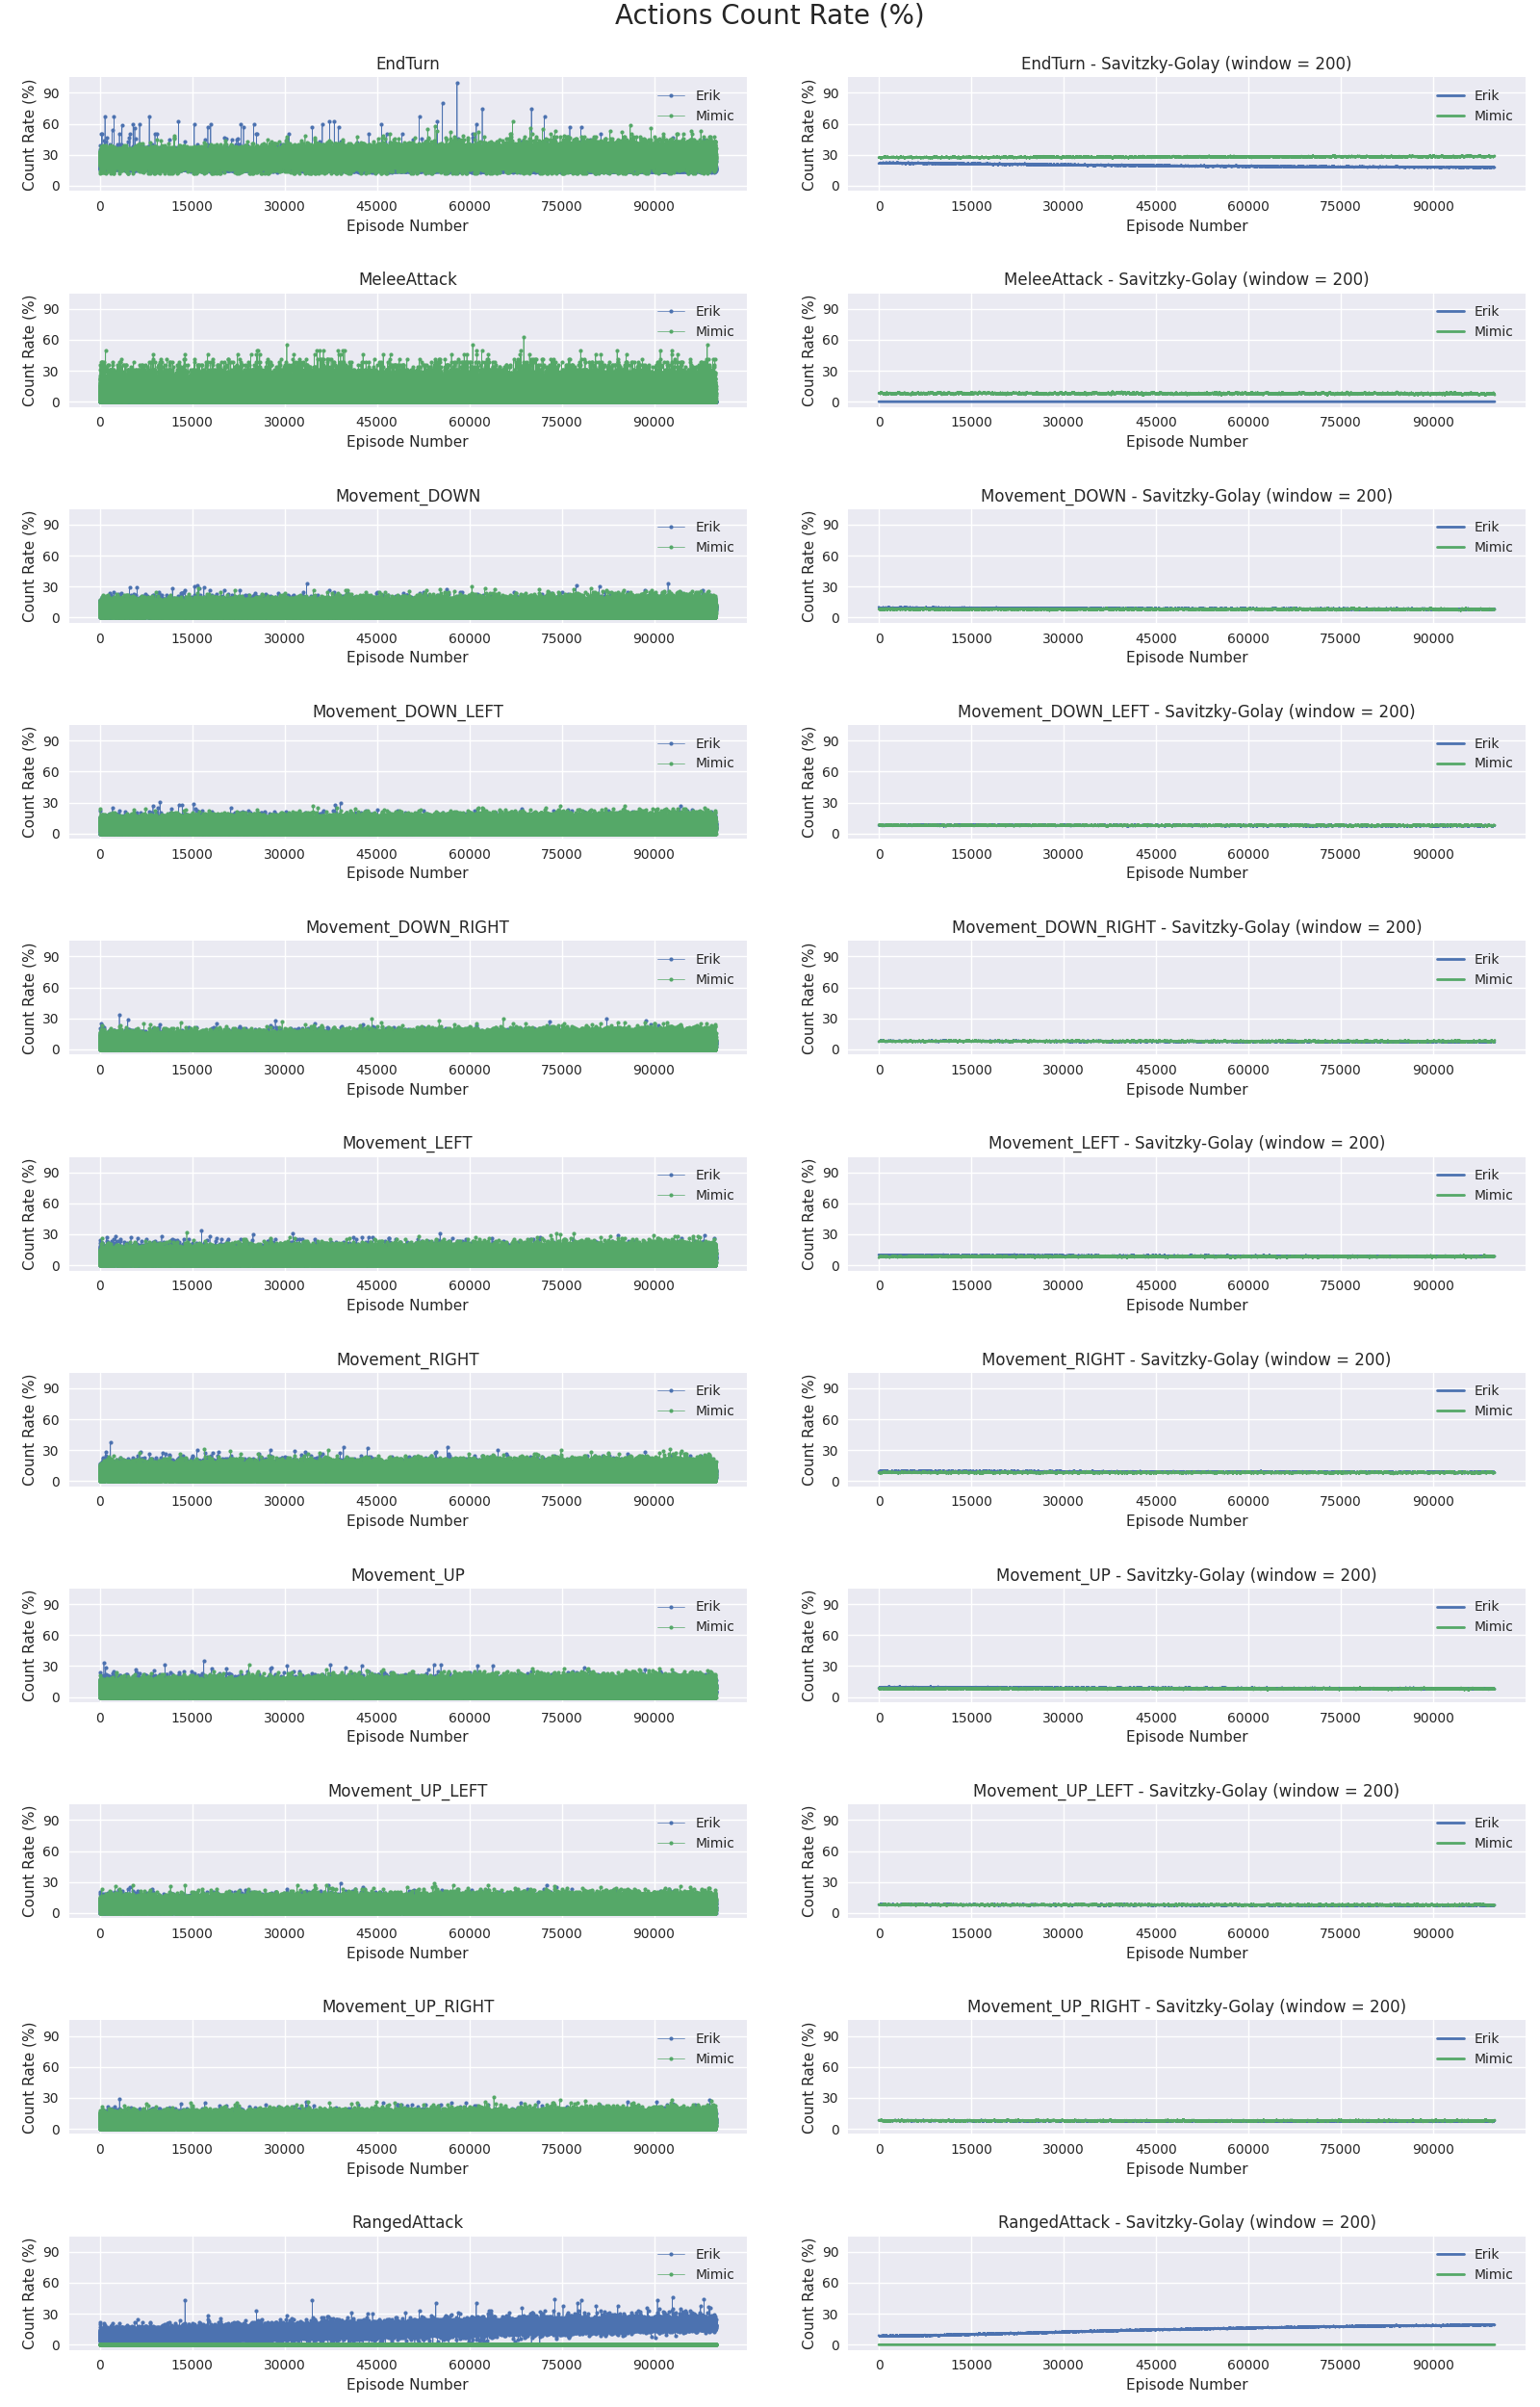 Actions Count Rate (%)
EndTurn
Count Rate (%)
90
60
30
0
Erik
Mimic
0 15000 30000 45000 60000 75000 90000
Episode Number
EndTurn - Savitzky-Golay (window = 200)
Count Rate (%)
90
60
30
0
Erik
Mimic
0 15000 30000 45000 60000 75000 90000
Episode Number
MeleeAttack
Count Rate (%)
90
60
30
0
Erik
Mimic
0 15000 30000 45000 60000 75000 90000
Episode Number
MeleeAttack - Savitzky-Golay (window = 200)
Count Rate (%)
90
60
30
0
Erik
Mimic
0 15000 30000 45000 60000 75000 90000
Episode Number
Movement_DOWN
Count Rate (%)
90
60
30
0
Erik
Mimic
0 15000 30000 45000 60000 75000 90000
Episode Number
Movement_DOWN - Savitzky-Golay (window = 200)
Count Rate (%)
90
60
30
0
Erik
Mimic
0 15000 30000 45000 60000 75000 90000
Episode Number
Movement_DOWN_LEFT
Count Rate (%)
90
60
30
0
Erik
Mimic
0 15000 30000 45000 60000 75000 90000
Episode Number
Movement_DOWN_LEFT - Savitzky-Golay (window = 200)
Count Rate (%)
90
60
30
0
Erik
Mimic
0 15000 30000 45000 60000 75000 90000
Episode Number
Movement_DOWN_RIGHT
Count Rate (%)
90
60
30
0
Erik
Mimic
0 15000 30000 45000 60000 75000 90000
Episode Number
Movement_DOWN_RIGHT - Savitzky-Golay (window = 200)
Count Rate (%)
90
60
30
0
Erik
Mimic
0 15000 30000 45000 60000 75000 90000
Episode Number
Movement_LEFT
Count Rate (%)
90
60
30
0
Erik
Mimic
0 15000 30000 45000 60000 75000 90000
Episode Number
Movement_LEFT - Savitzky-Golay (window = 200)
Count Rate (%)
90
60
30
0
Erik
Mimic
0 15000 30000 45000 60000 75000 90000
Episode Number
Movement_RIGHT
Count Rate (%)
90
60
30
0
Erik
Mimic
0 15000 30000 45000 60000 75000 90000
Episode Number
Movement_RIGHT - Savitzky-Golay (window = 200)
Count Rate (%)
90
60
30
0
Erik
Mimic
0 15000 30000 45000 60000 75000 90000
Episode Number
Movement_UP
Count Rate (%)
90
60
30
0
Erik
Mimic
0 15000 30000 45000 60000 75000 90000
Episode Number
Movement_UP - Savitzky-Golay (window = 200)
Count Rate (%)
90
60
30
0
Erik
Mimic
0 15000 30000 45000 60000 75000 90000
Episode Number
Movement_UP_LEFT
Count Rate (%)
90
60
30
0
Erik
Mimic
0 15000 30000 45000 60000 75000 90000
Episode Number
Movement_UP_LEFT - Savitzky-Golay (window = 200)
Count Rate (%)
90
60
30
0
Erik
Mimic
0 15000 30000 45000 60000 75000 90000
Episode Number
Movement_UP_RIGHT
Count Rate (%)
90
60
30
0
Erik
Mimic
0 15000 30000 45000 60000 75000 90000
Episode Number
Movement_UP_RIGHT - Savitzky-Golay (window = 200)
Count Rate (%)
90
60
30
0
Erik
Mimic
0 15000 30000 45000 60000 75000 90000
Episode Number
RangedAttack
Count Rate (%)
90
60
30
0
Erik
Mimic
0 15000 30000 45000 60000 75000 90000
Episode Number
RangedAttack - Savitzky-Golay (window = 200)
Count Rate (%)
90
60
30
0
Erik
Mimic
0 15000 30000 45000 60000 75000 90000
Episode Number